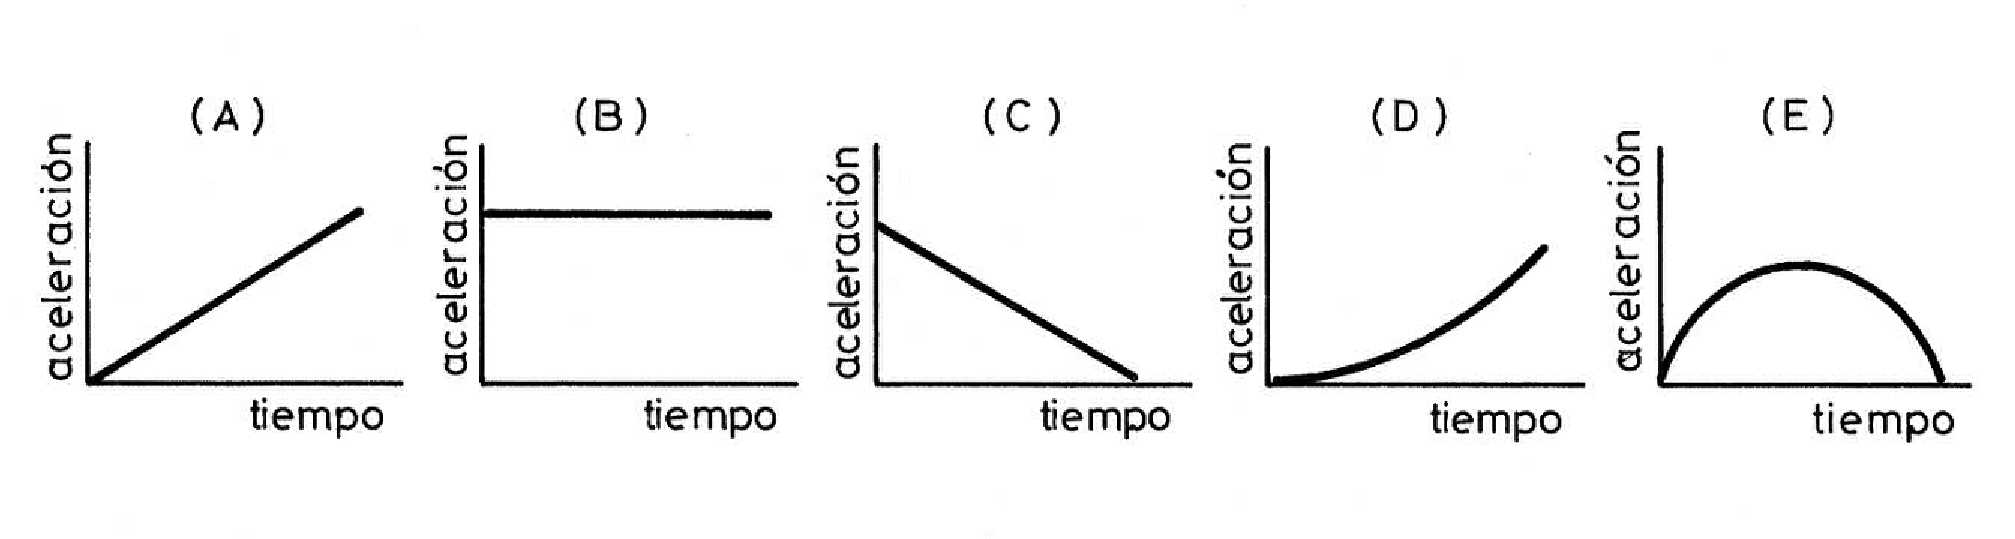 (A)
(B)
(C)
(D)
(E)
aceleración
aceleración
aceleración
aceleración
aceleración
tiempo
tiempo
tiempo
tiempo
tiempo